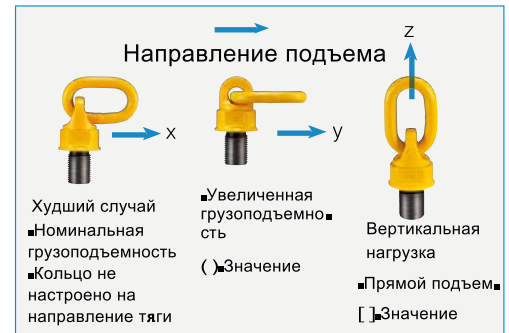 Направление подъема
z
x
y
Худший случай
▪Номинальная
грузоподъемность
▪Кольцо не
настроено на
направление тяги
▪Увеличенная
грузоподъемно▪
сть
( )▪Значение
Вертикальная
нагрузка
▪Прямой подъем▪
[ ]▪Значение